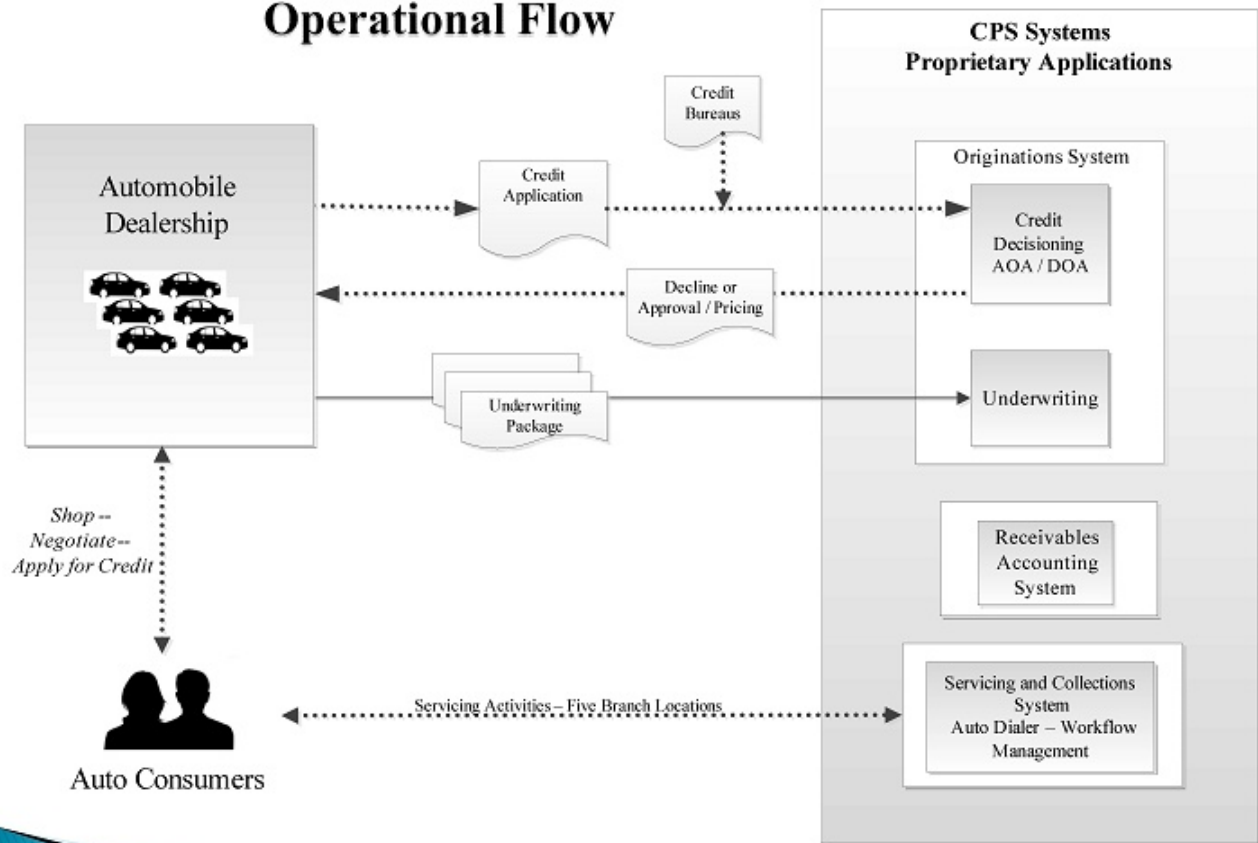 Operational Flow
CPS Systems
Proprietary Applications
Credit
Bureaus
Originations System
Automobile
Dealership
Credit
Application
Credit
Decisioning
AOA / DOA
Decline or
Approval / Pricing
Underwriting
Package
Underwriting
Shop --
Negotiate--
Apply for Credit
Receivables
Accounting
System
Servicing Activities – Five Branch Locations
Servicing and Collections
System
Auto Dialer – Workflow
Management
Auto Consumers